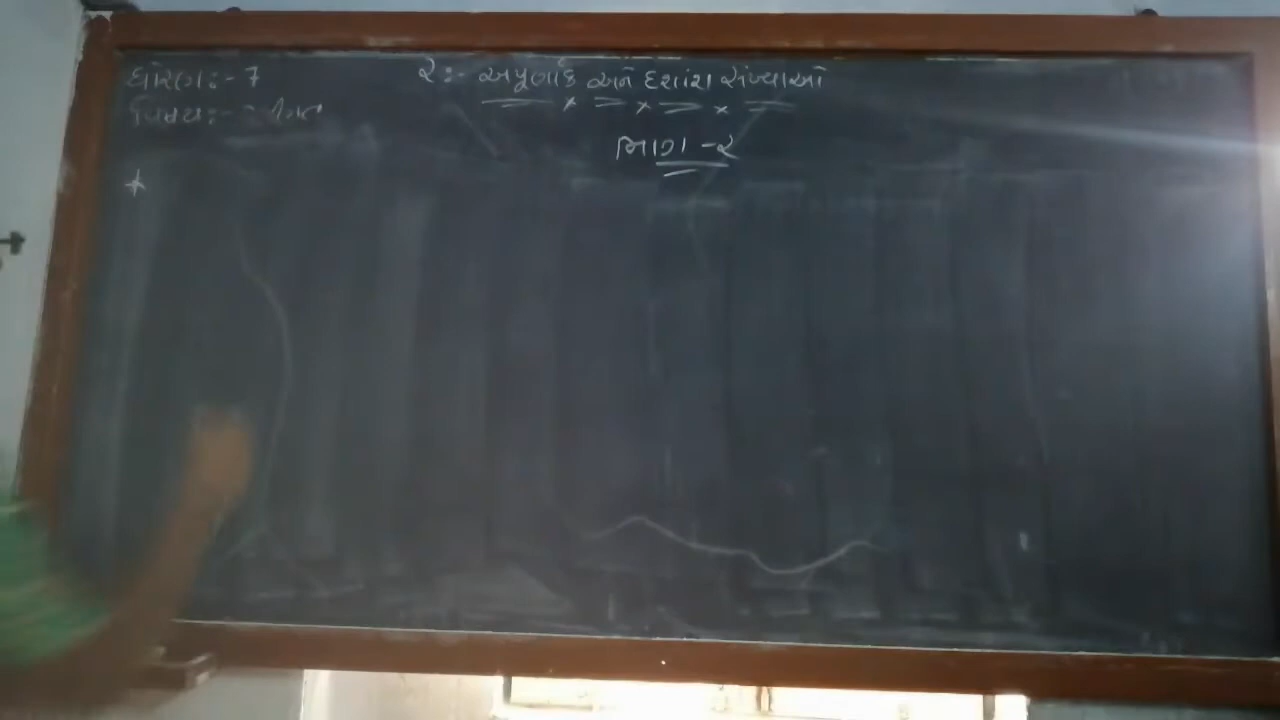 ધોરણ:- 7
૨:- અપૂર્ણાંક અને દશાંશ સંખ્યાઓ
વિષય:-
ભાગ -૨